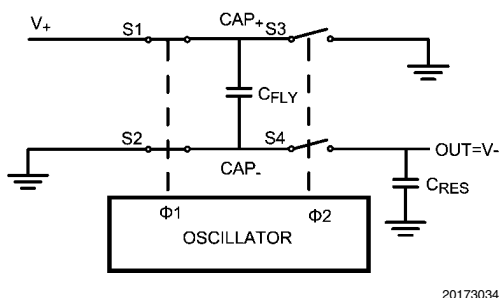 V+ S1 CAP+ S3
CFLY
S2 CAP- S4 OUT=V-
CRES
Φ1 Φ2
OSCILLATOR
20173034